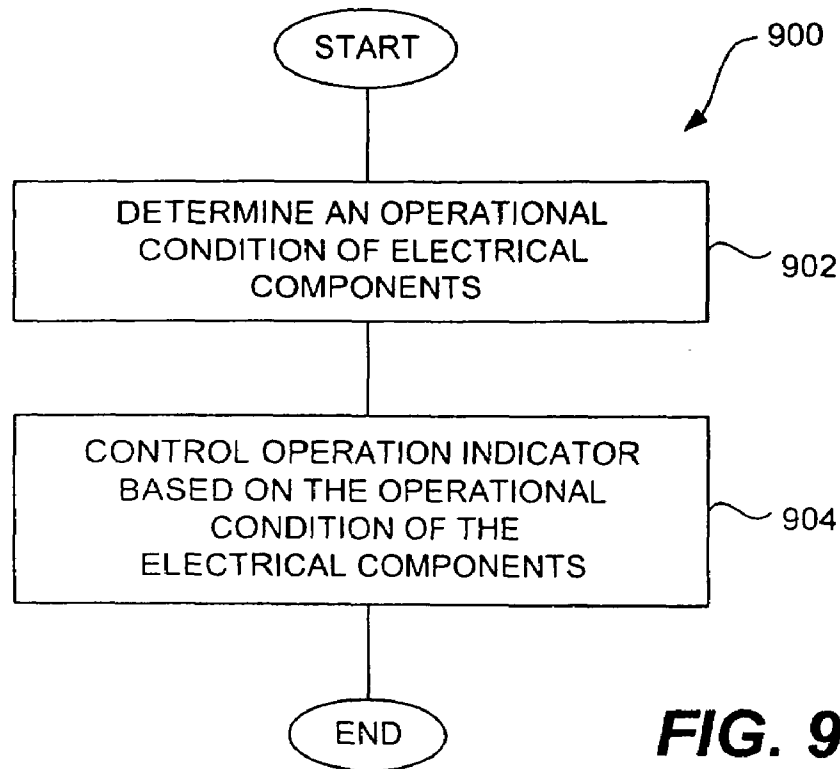 START
900
DETERMINE AN OPERATIONAL
CONDITION OF ELECTRICAL
COMPONENTS
902
CONTROL OPERATION INDICATOR
BASED ON THE OPERATIONAL
CONDITION OF THE
ELECTRICAL COMPONENTS
904
END
FIG. 9